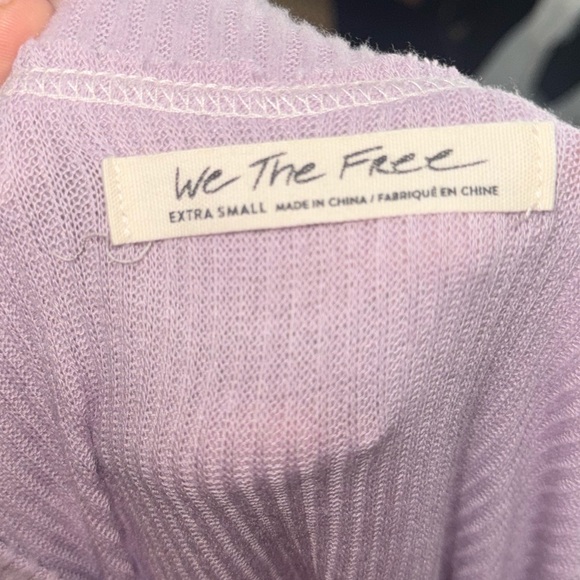 We The Free
EXTRA SMALL MADE IN CHINA / FABRIQUÉ EN CHINE